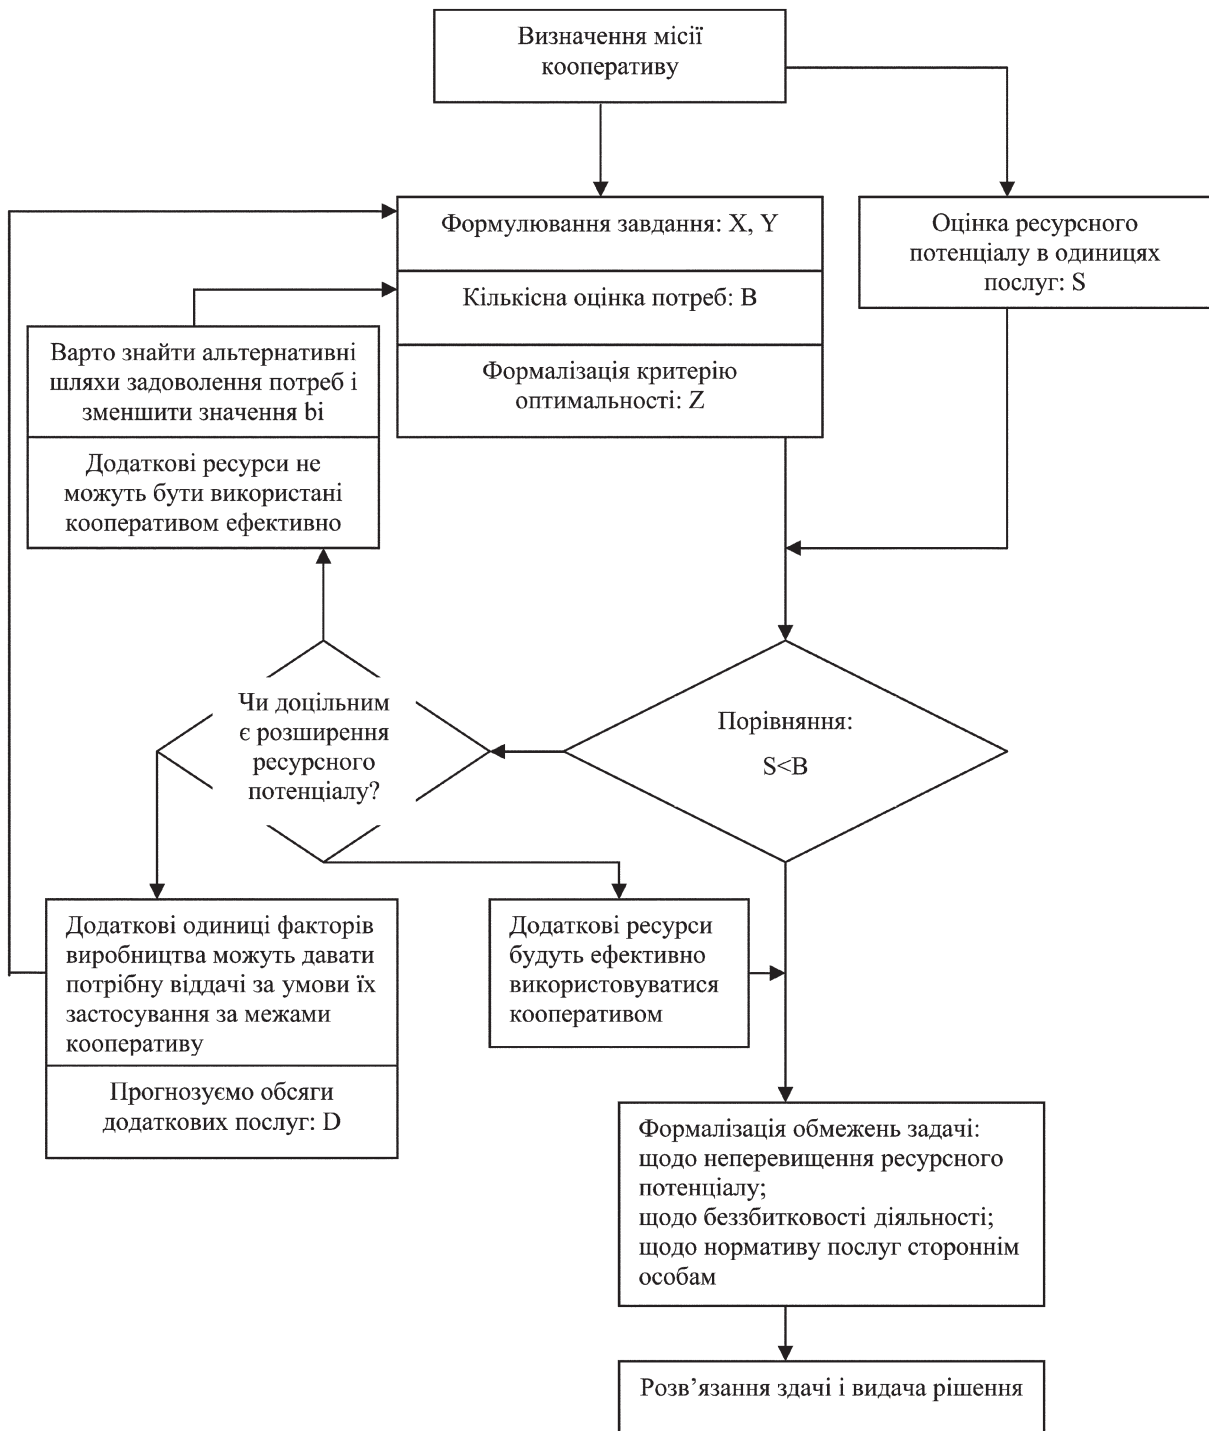 Визначення місії
кооперативу
Формулювання завдання: X, Y
Кількісна оцінка потреб: B
Формалізація критерію
оптимальності: Z
Оцінка ресурсного
потенціалу в одиницях
послуг: S
Варто знайти альтернативні
шляхи задоволення потреб і
зменшити значення bi
Додаткові ресурси не
можуть бути використані
кооперативом ефективно
Чи доцільним
є розширення
ресурсного
потенціалу?
Порівняння:
S<B
Додаткові одиниці факторів
виробництва можуть давати
потрібну віддачі за умови їх
застосування за межами
кооперативу
Прогнозуємо обсяги
додаткових послуг: D
Додаткові ресурси
будуть ефективно
використовуватися
кооперативом
Формалізація обмежень задачі:
щодо неперевищення ресурсного
потенціалу;
щодо беззбитковості діяльності;
щодо нормативу послуг стороннім
особам
Розв’язання здачі і видача рішення